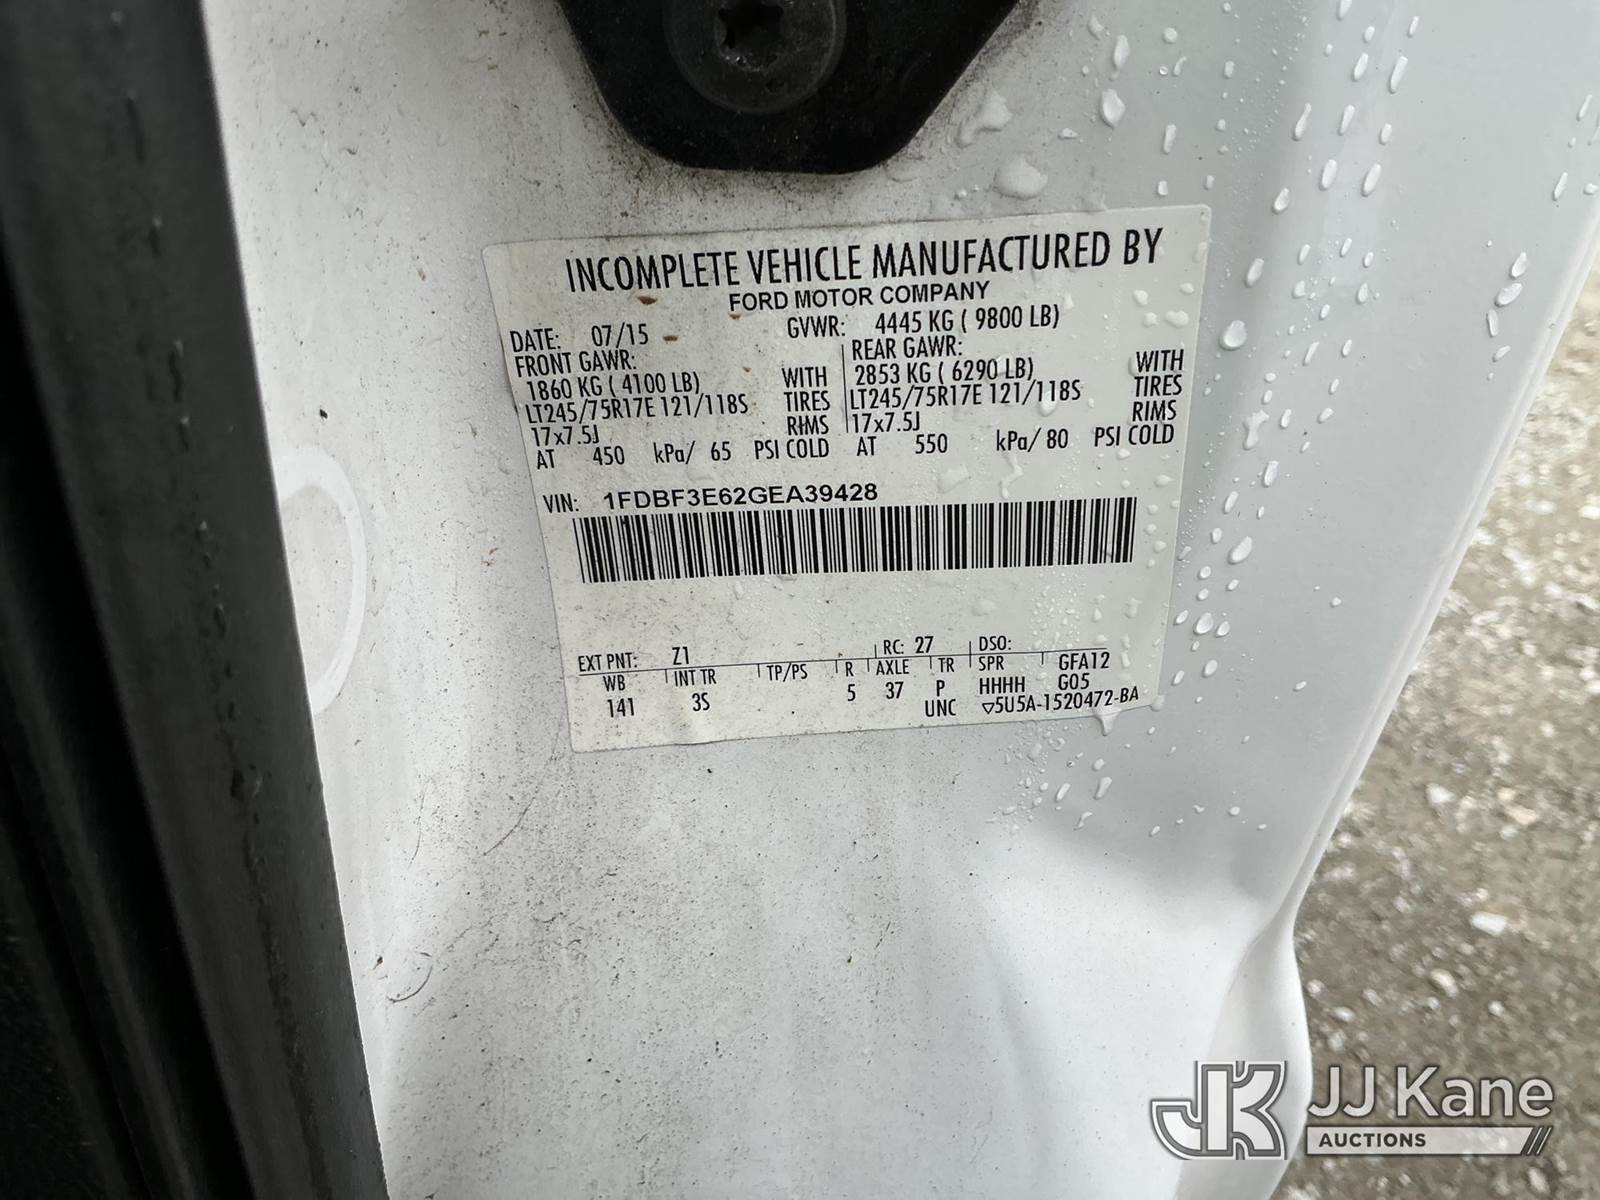 INCOMPLETE VEHICLE MANUFACTURED BY
FORD MOTOR COMPANY
DATE: 07/15 GVWR: 4445 KG ( 9800 LB)
FRONT GAWR: REAR GAWR:
1860 KG ( 4100 LB) WITH 2853 KG ( 6290 LB) WITH
LT245/75R17E 121/118S TIRES LT245/75R17E 121/118S TIRES
17x7.5J RIMS 17x7.5J RIMS
AT 450 kPa/ 65 PSI COLD AT 550 kPa/ 80 PSI COLD
VIN: 1FDBF3E62GEA39428
EXT PNT: Z1 RC: 27 DSO:
WB INT TR TP/PS R AXLE TR SPR GFA12
141 3S 5 37 P HHHH G05
UNC ▽5U5A-1520472-BA
JK JJ Kane
AUCTIONS